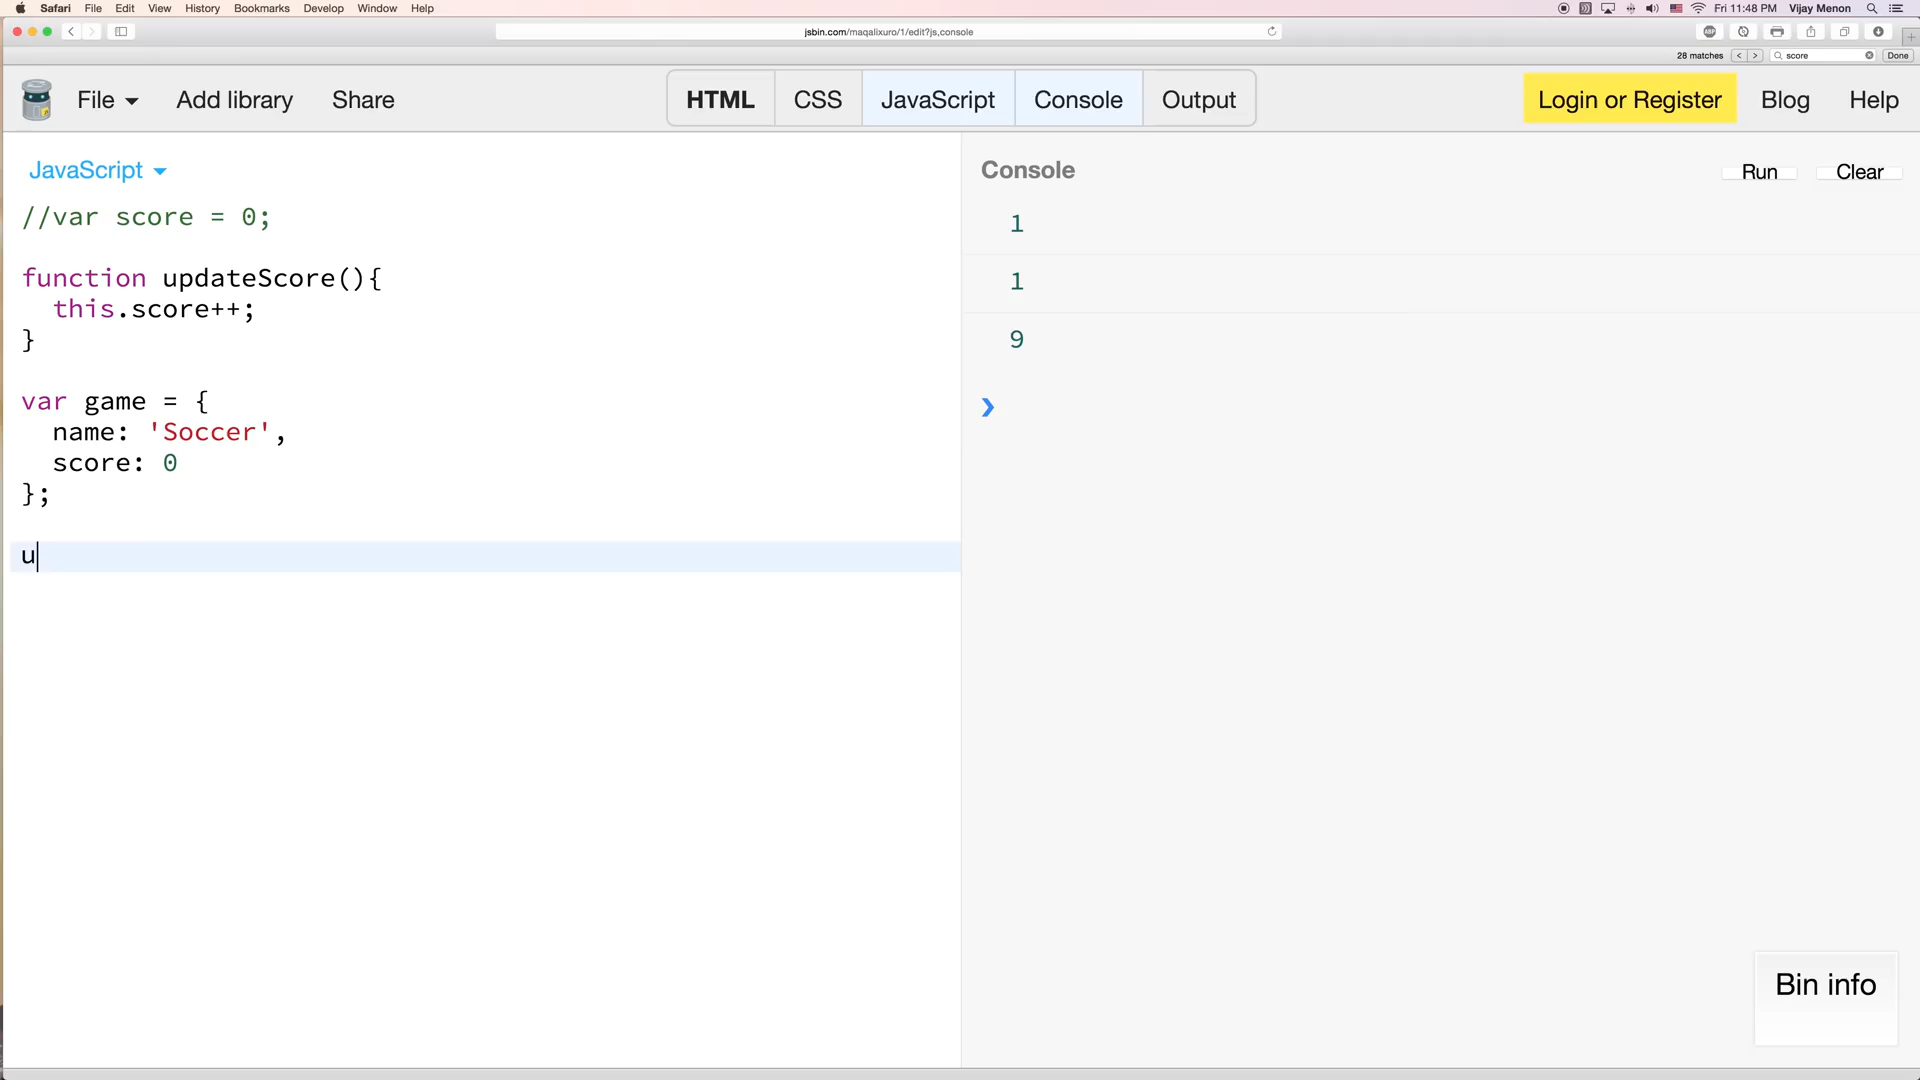 Safari File Edit View History Bookmarks Develop Window Help Fri 11:48 PM Vijay Menon
jsbin.com/maqalixuro/1/edit?js,console
ABP
28 matches < > score Done
File Add library Share HTML CSS JavaScript Console Output Login or Register Blog Help
JavaScript
//var score = 0;
function updateScore(){
this.score++;
}
var game = {
name: 'Soccer',
score: 0
};
u
Console Run Clear
1
1
9
Bin info